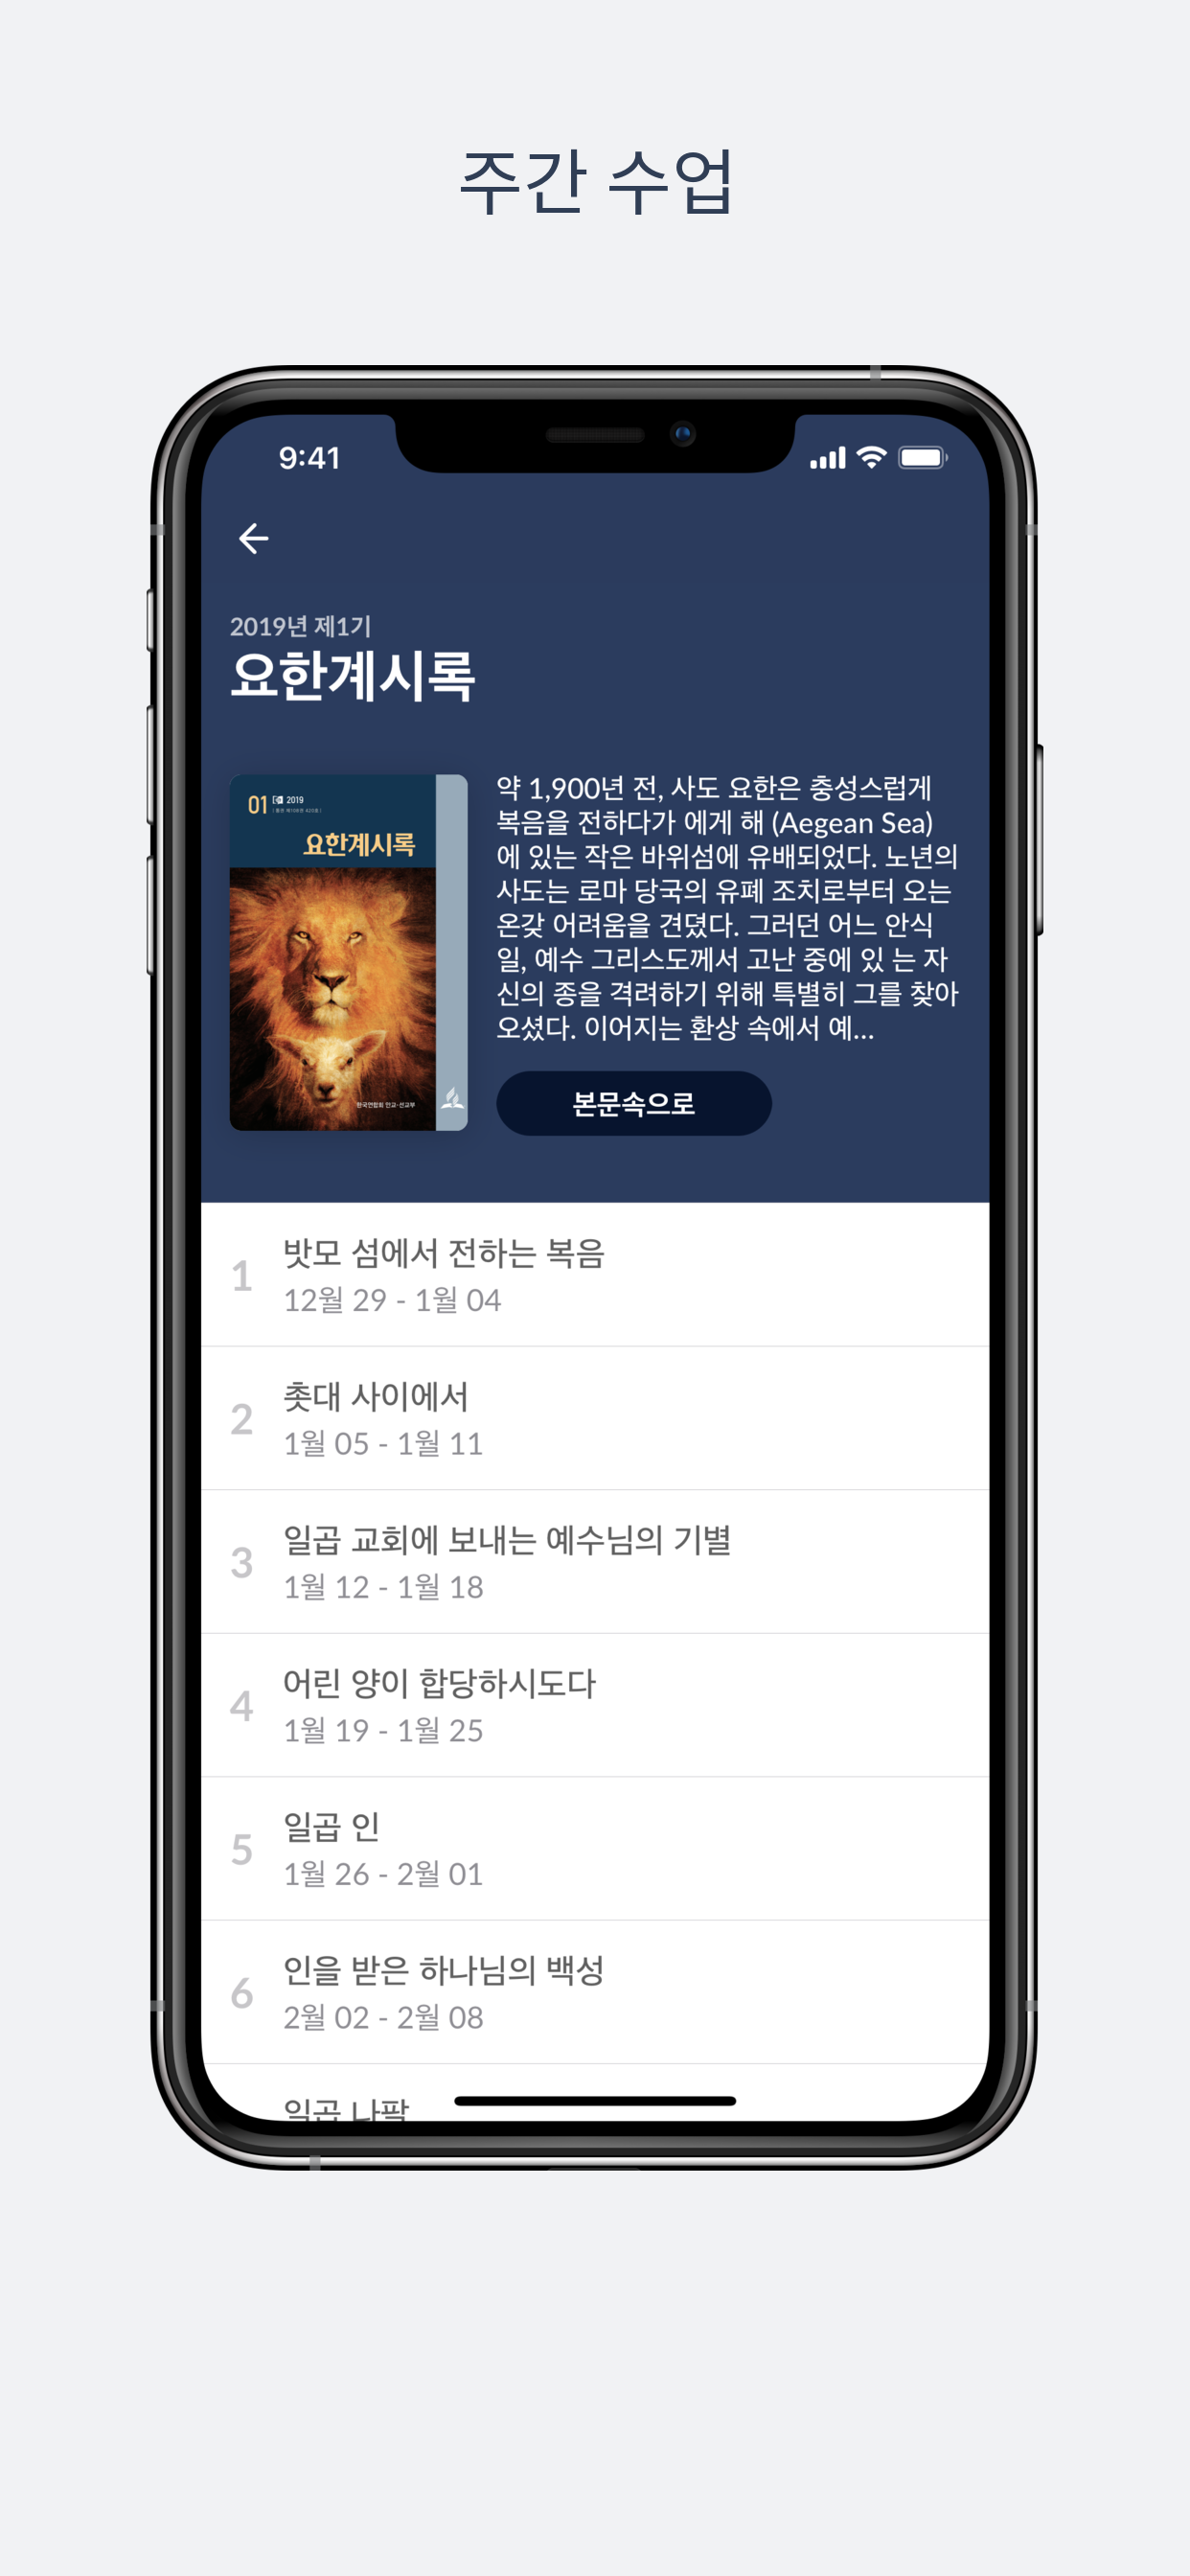 주간 수업
9:41
2019년 제1기
요한계시록
01 2019
요한계시록
한국연합회 안교·선교부
약 1,900년 전, 사도 요한은 충성스럽게
복음을 전하다가 에게 해 (Aegean Sea)
에 있는 작은 바위섬에 유배되었다. 노년의
사도는 로마 당국의 유폐 조치로부터 오는
온갖 어려움을 견뎠다. 그러던 어느 안식
일, 예수 그리스도께서 고난 중에 있 는 자
신의 종을 격려하기 위해 특별히 그를 찾아
오셨다. 이어지는 환상 속에서 예...
본문속으로
1
밧모 섬에서 전하는 복음
12월 29 - 1월 04
2
촛대 사이에서
1월 05 - 1월 11
3
일곱 교회에 보내는 예수님의 기별
1월 12 - 1월 18
4
어린 양이 합당하시도다
1월 19 - 1월 25
5
일곱 인
1월 26 - 2월 01
6
인을 받은 하나님의 백성
2월 02 - 2월 08
일곱 나팔